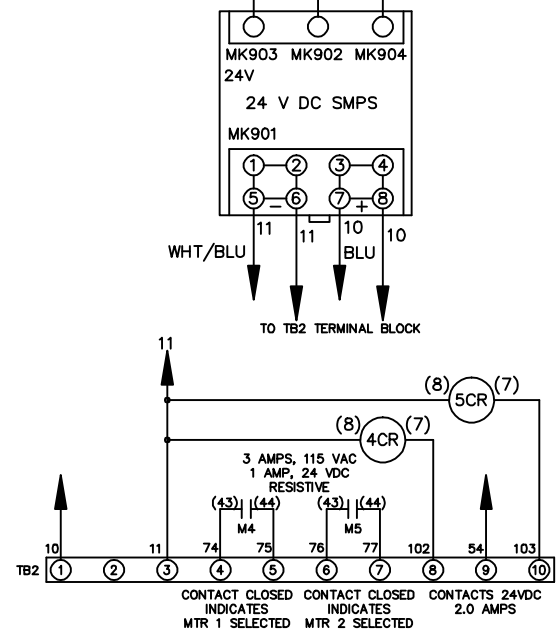 MK903 MK902 MK904
24V
24 V DC SMPS
MK901
1 2 3 4
5 − 6 7 + 8
11 11 10 10
WHT/BLU BLU
TO TB2 TERMINAL BLOCK
11
(8) 5CR (7)
(8) 4CR (7)
3 AMPS, 115 VAC
1 AMP, 24 VDC
RESISTIVE
(43) (44) (43) (44)
M4 M5
10 11 74 75 76 77 102 54 103
TB2 1 2 3 4 5 6 7 8 9 10
CONTACT CLOSED CONTACT CLOSED CONTACTS 24VDC
INDICATES INDICATES 2.0 AMPS
MTR 1 SELECTED MTR 2 SELECTED